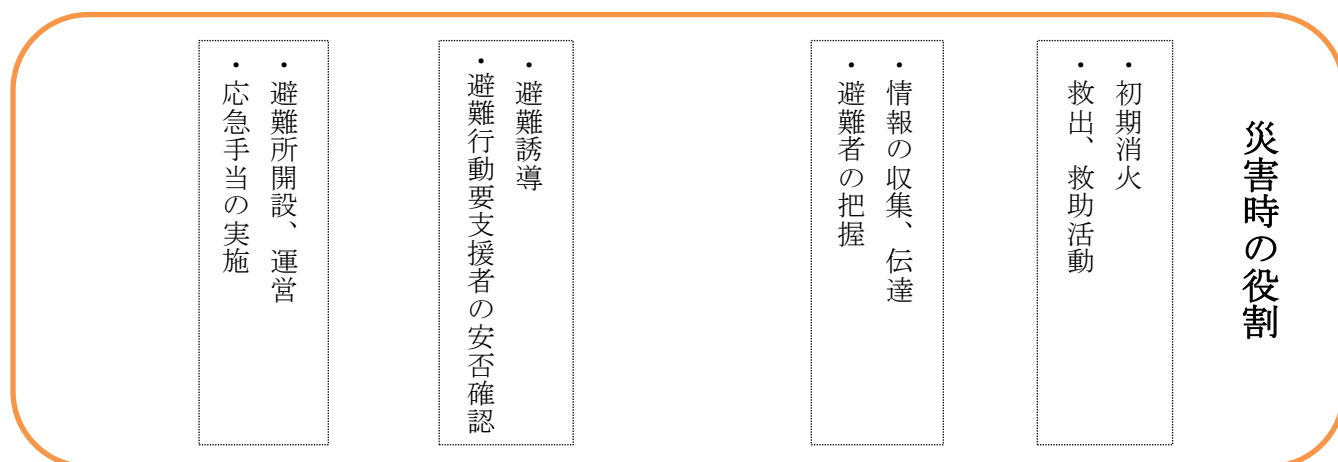 災害時の役割
・初期消火
・救出、救助活動
・情報の収集、伝達
・避難者の把握
・避難誘導
・避難行動要支援者の安否確認
・避難所開設、運営
・応急手当の実施